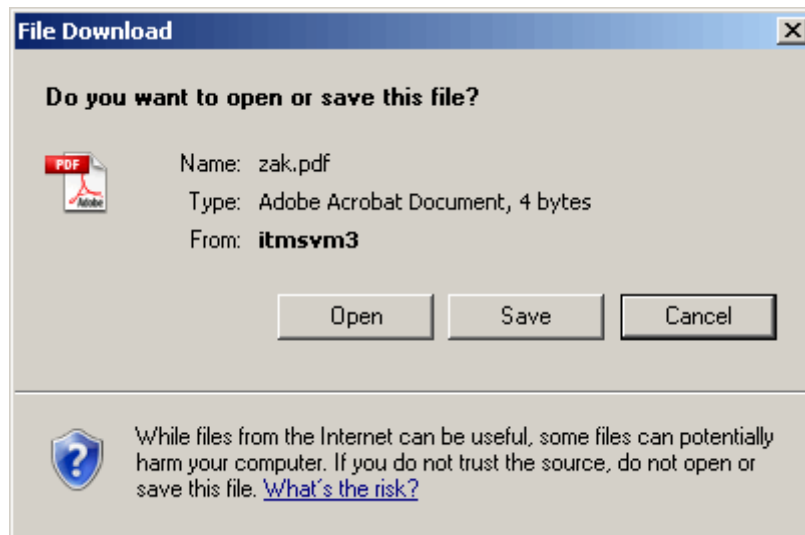 File Download
Do you want to open or save this file?
PDF
Adobe
Name: zak.pdf
Type: Adobe Acrobat Document, 4 bytes
From: itmsvm3
Open Save Cancel
While files from the Internet can be useful, some files can potentially
harm your computer. If you do not trust the source, do not open or
save this file. What's the risk?